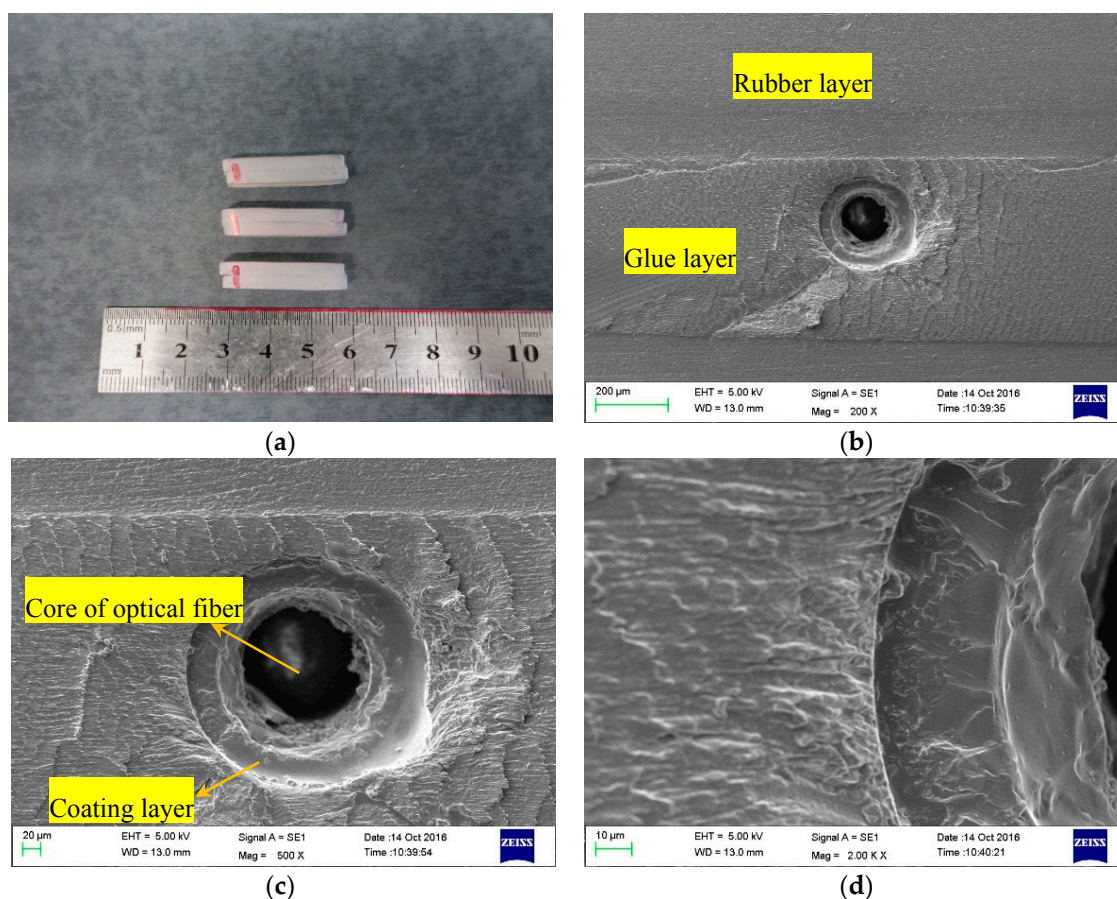 0.5 mm
mm
1 2 3 4 5 6 7 8 9 10
mm
(a)
Rubber layer
Glue layer
200 µm
EHT = 5.00 kV
WD = 13.0 mm
Signal A = SE1
Mag = 200 X
Date :14 Oct 2016
Time :10:39:35
ZEISS
(b)
Core of optical fiber
Coating layer
20 µm
EHT = 5.00 kV
WD = 13.0 mm
Signal A = SE1
Mag = 500 X
Date :14 Oct 2016
Time :10:39:54
ZEISS
(c)
10 µm
EHT = 5.00 kV
WD = 13.0 mm
Signal A = SE1
Mag = 2.00 K X
Date :14 Oct 2016
Time :10:40:21
ZEISS
(d)